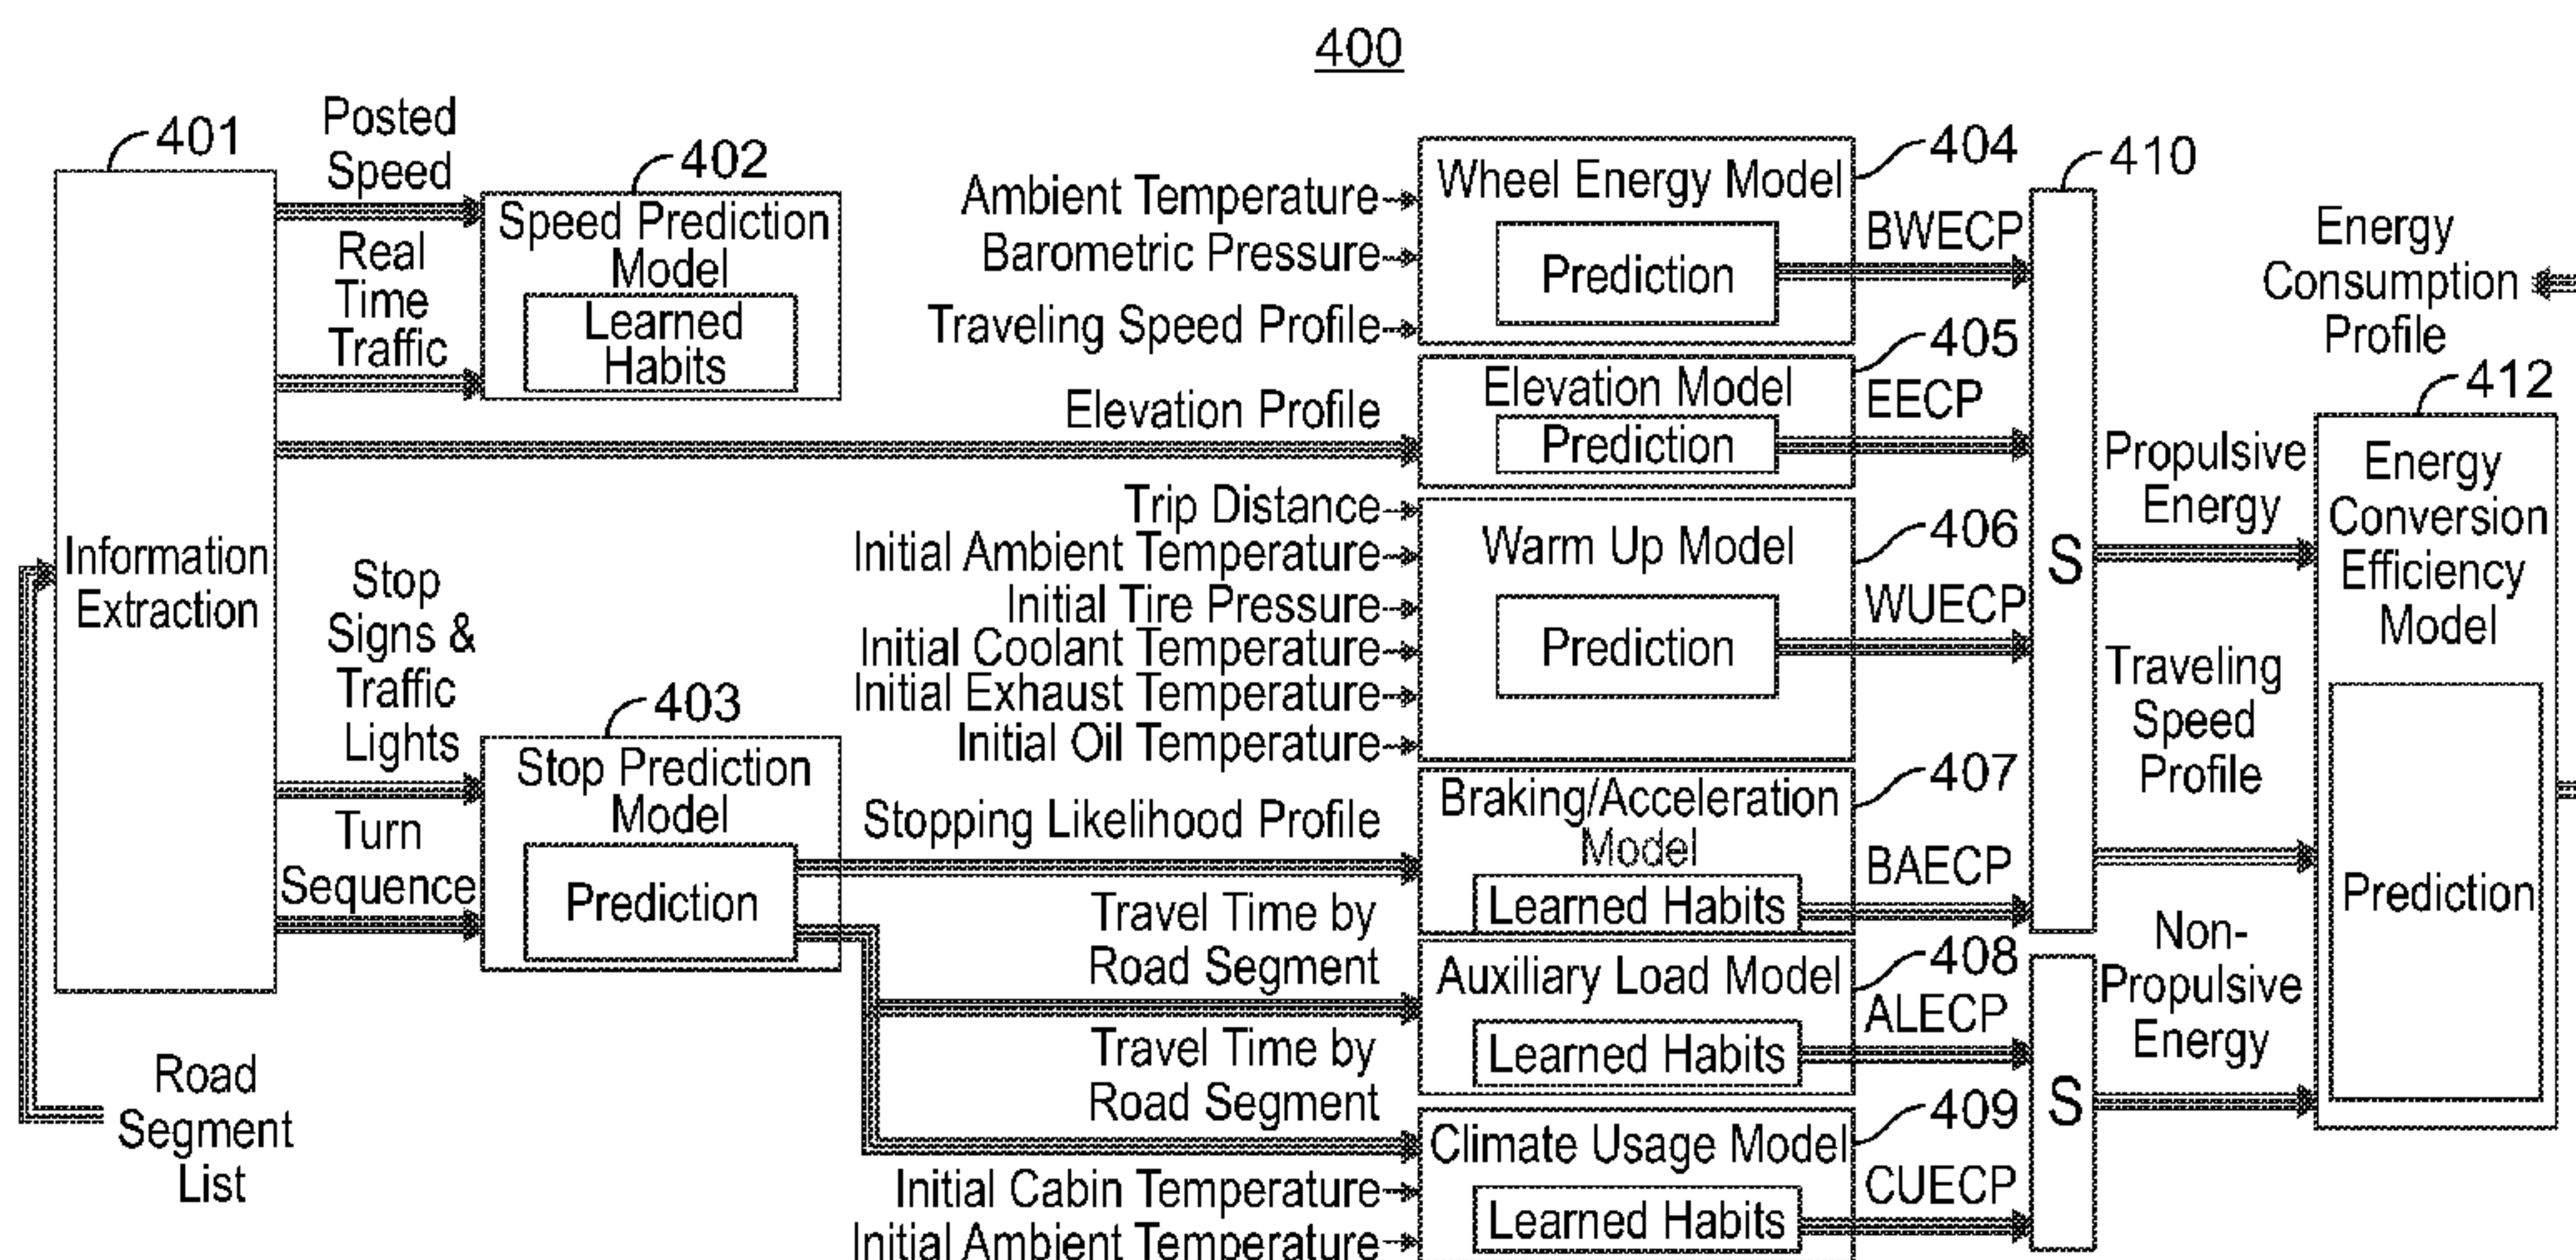 400
401
Posted
Speed
Real
Time
Traffic
402
Speed Prediction
Model
Learned
Habits
Information
Extraction
Stop
Signs &
Traffic
Lights
Turn
Sequence
403
Stop Prediction
Model
Prediction
Road
Segment
List
Ambient Temperature
Barometric Pressure
Traveling Speed Profile
Elevation Profile
Trip Distance
Initial Ambient Temperature
Initial Tire Pressure
Initial Coolant Temperature
Initial Exhaust Temperature
Initial Oil Temperature
Stopping Likelihood Profile
Travel Time by
Road Segment
Travel Time by
Road Segment
Initial Cabin Temperature
Initial Ambient Temperature
404
Wheel Energy Model
Prediction
BWECP
405
Elevation Model
Prediction
EECP
406
Warm Up Model
Prediction
WUECP
407
Braking/Acceleration
Model
Learned Habits
BAECP
408
Auxiliary Load Model
Learned Habits
ALECP
409
Climate Usage Model
Learned Habits
CUECP
410
S
S
Propulsive
Energy
Traveling
Speed
Profile
Non-
Propulsive
Energy
Energy
Consumption
Profile
412
Energy
Conversion
Efficiency
Model
Prediction